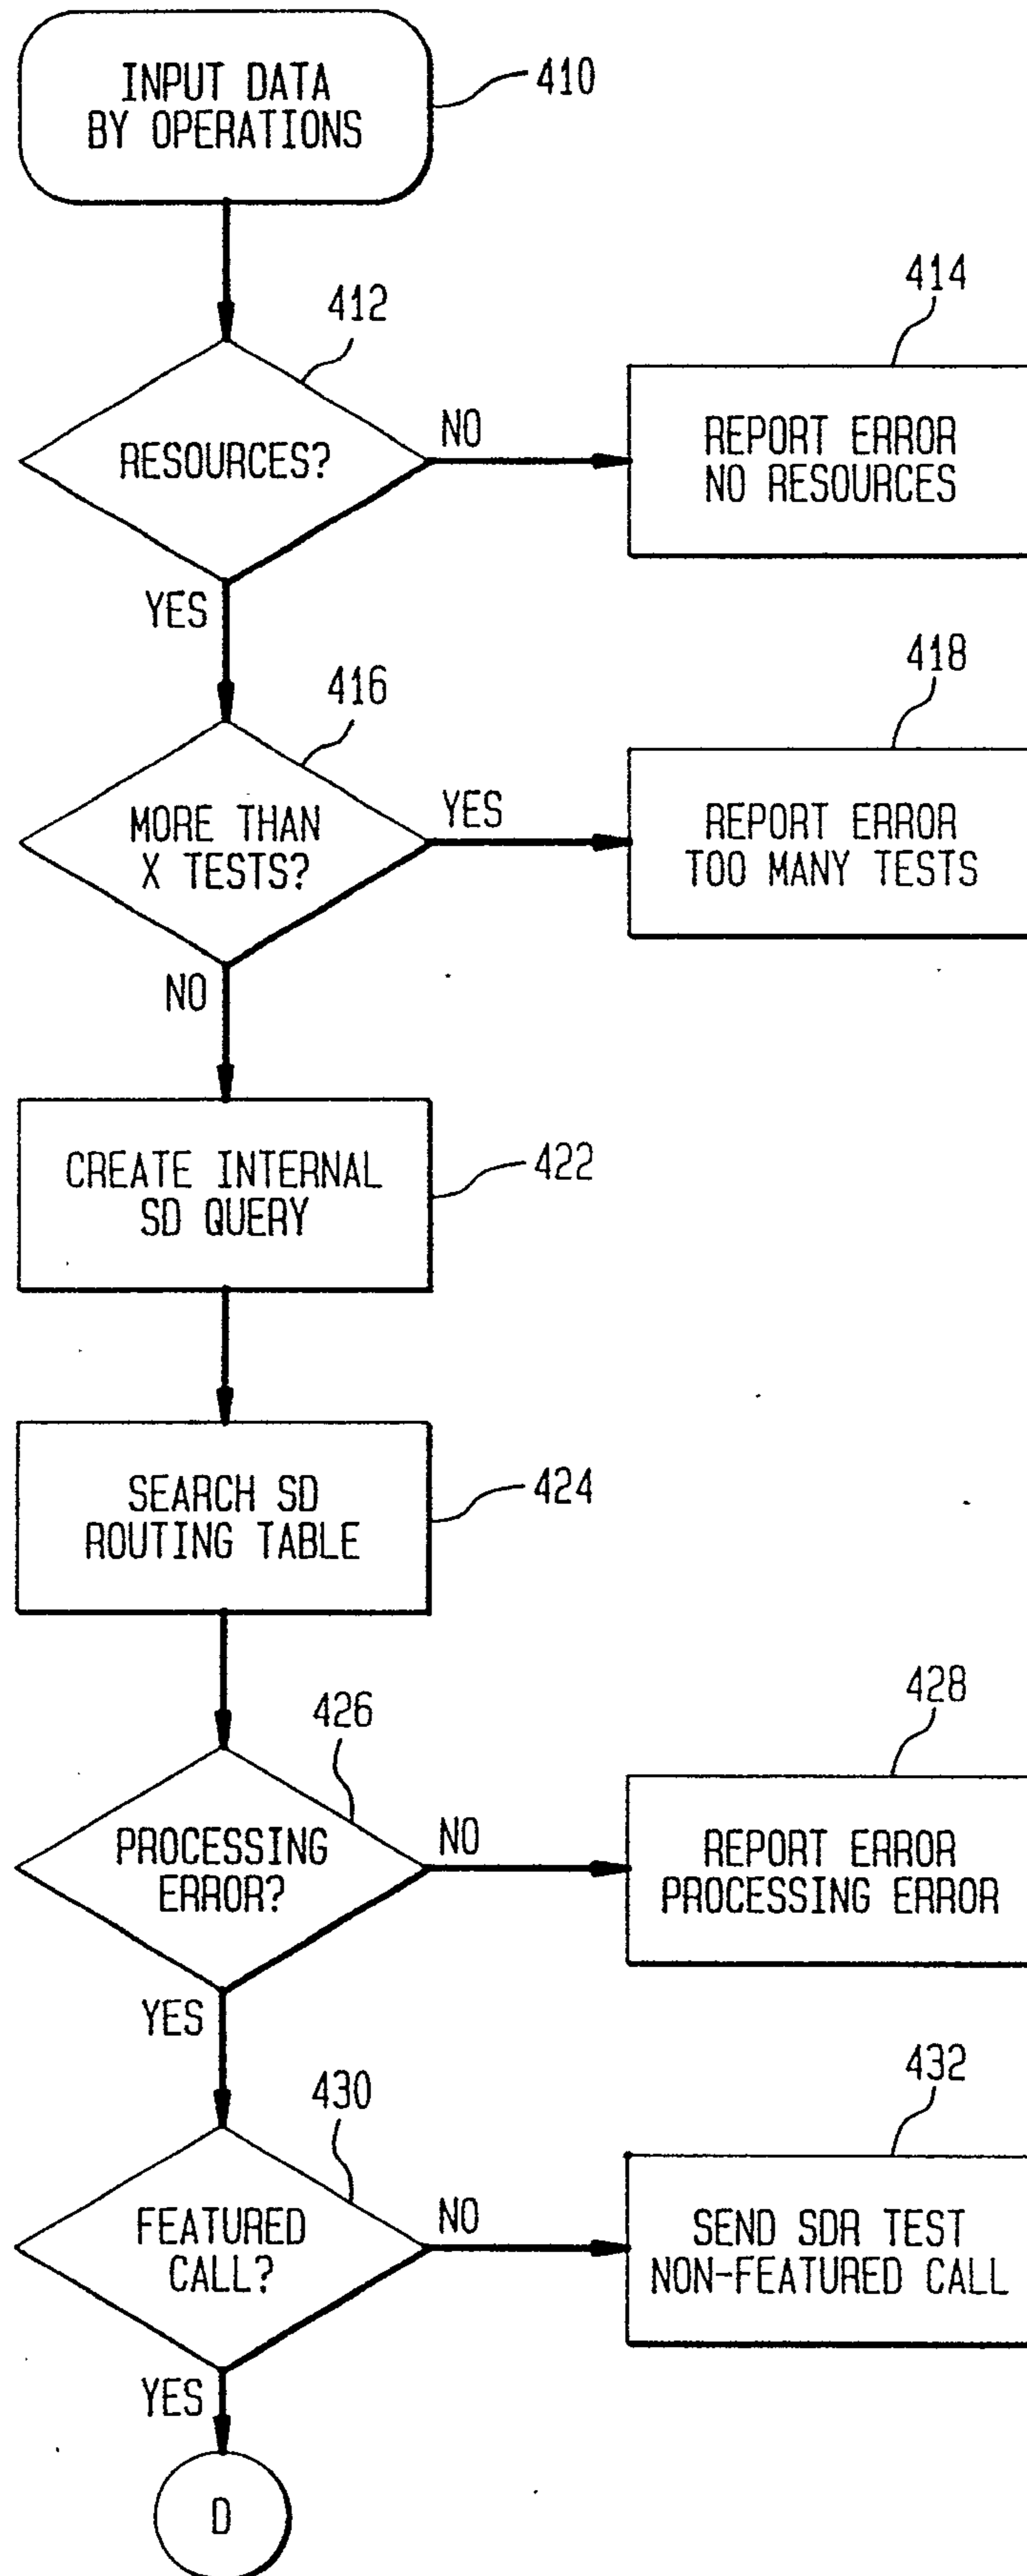 INPUT DATA
BY OPERATIONS
410
412
RESOURCES?
NO
YES
414
REPORT ERROR
NO RESOURCES
416
MORE THAN
X TESTS?
YES
NO
418
REPORT ERROR
TOO MANY TESTS
CREATE INTERNAL
SD QUERY
422
SEARCH SD
ROUTING TABLE
424
426
PROCESSING
ERROR?
NO
YES
428
REPORT ERROR
PROCESSING ERROR
430
FEATURED
CALL?
NO
YES
432
SEND SDR TEST
NON-FEATURED CALL
D